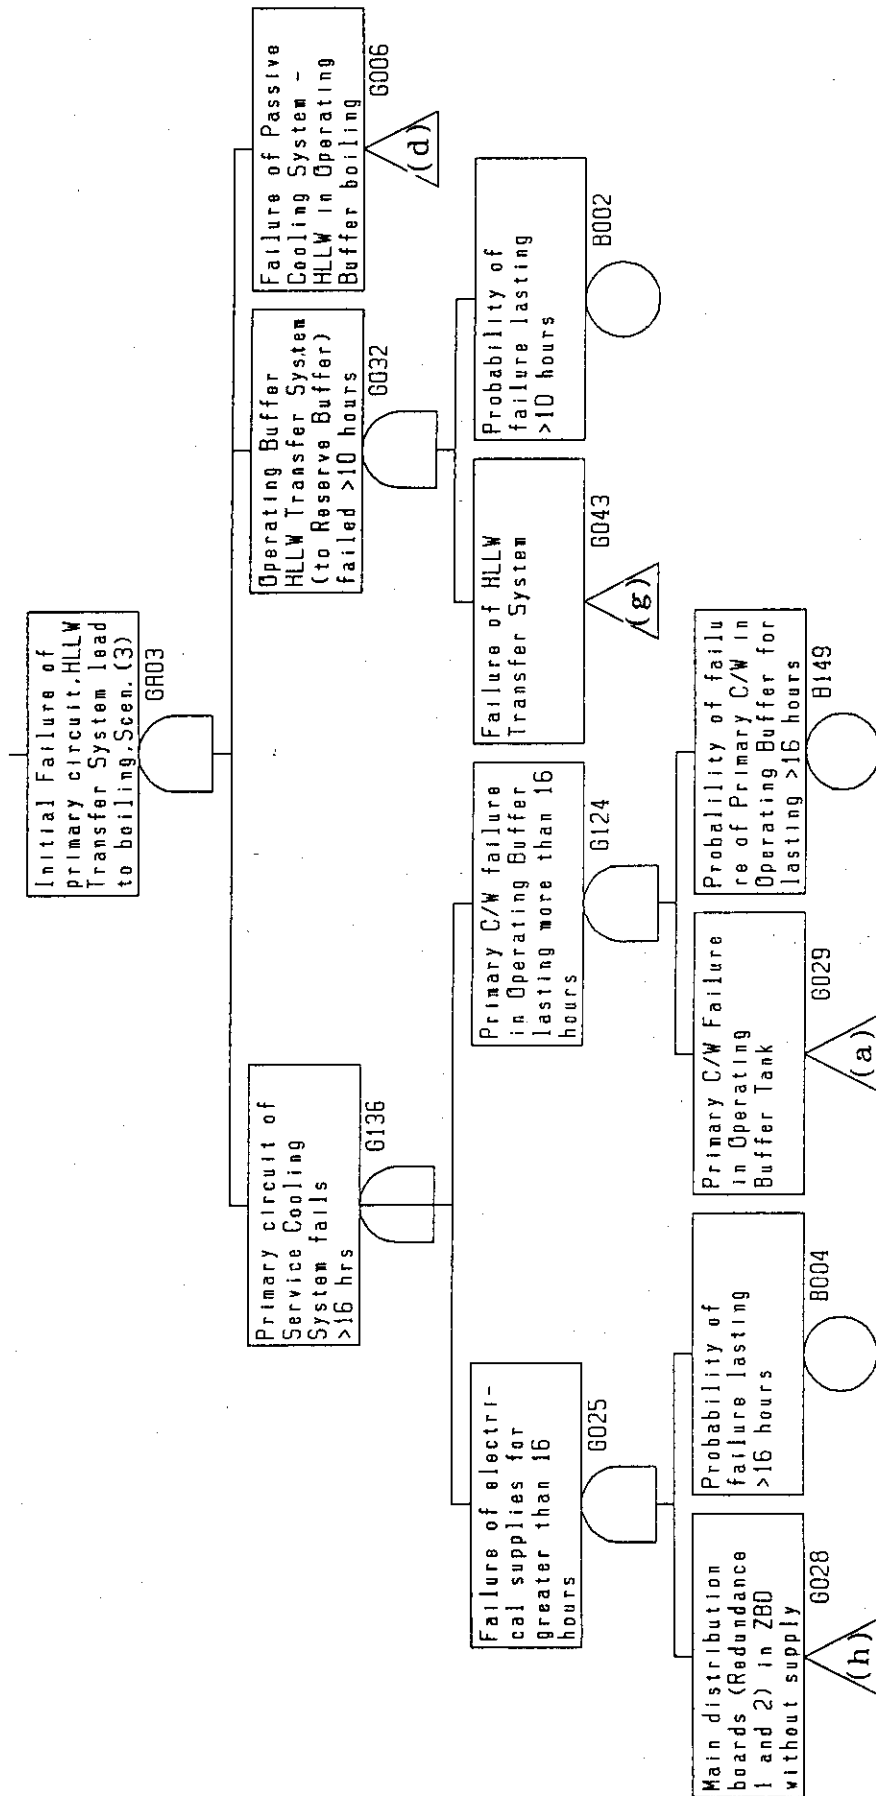 Initial Failure of
primary circuit.HLLW
Transfer System lead
to boiling.Scen.(3)
GA03
Primary circuit of
Service Cooling
System fails
>16 hrs
G136
Operating Buffer
HLLW Transfer System
(to Reserve Buffer)
failed >10 hours
G032
Failure of Passive
Cooling System -
HLLW in Operating
Buffer boiling
G006
(d)
Failure of electri-
cal supplies for
greater than 16
hours
G025
Primary C/W failure
in Operating Buffer
lasting more than 16
hours
G124
Failure of HLLW
Transfer System
G043
(g)
Probability of
failure lasting
>10 hours
B002
Main distribution
boards (Redundance
1 and 2) in ZBD
without supply
G028
(h)
Probability of
failure lasting
>16 hours
B004
Primary C/W Failure
in Operating
Buffer Tank
G029
(a)
Probalility of failu
re of Primary C/W in
Operating Buffer for
lasting >16 hours
B149